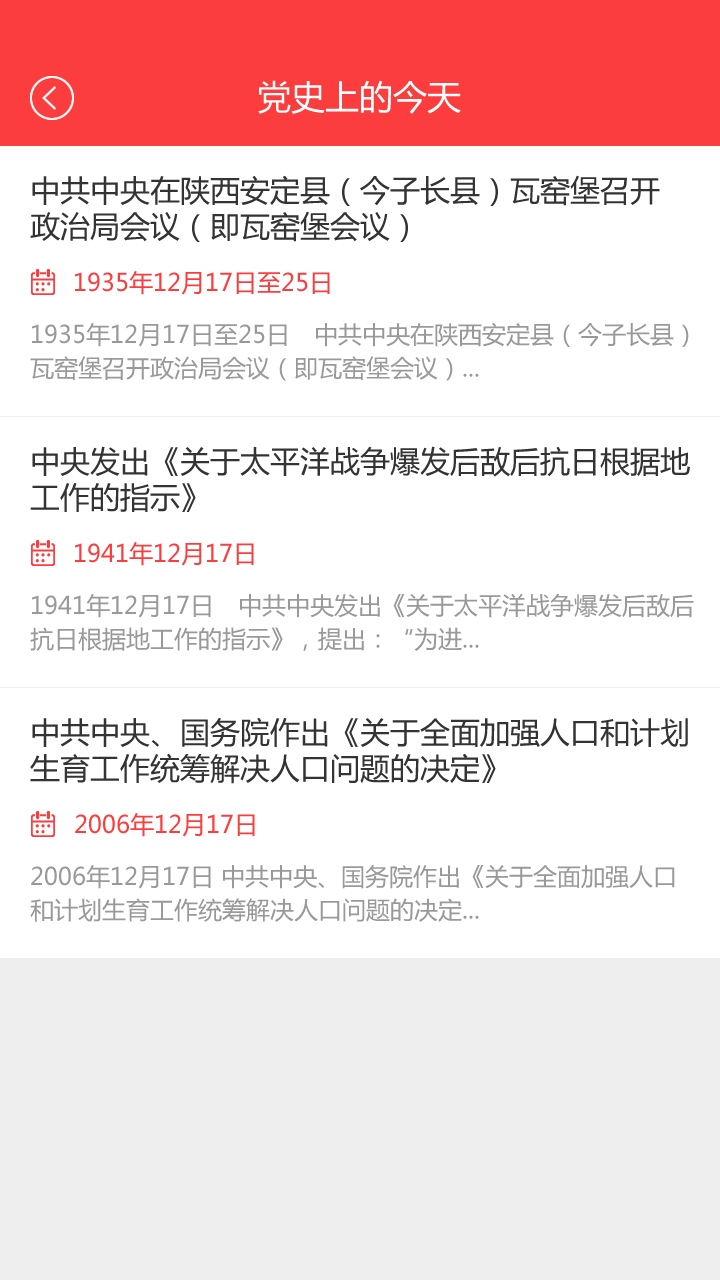 党史上的今天
中共中央在陕西安定县（今子长县）瓦窑堡召开
政治局会议（即瓦窑堡会议）
1935年12月17日至25日
1935年12月17日至25日　中共中央在陕西安定县（今子长县）
瓦窑堡召开政治局会议（即瓦窑堡会议）...
中央发出《关于太平洋战争爆发后敌后抗日根据地
工作的指示》
1941年12月17日
1941年12月17日　中共中央发出《关于太平洋战争爆发后敌后
抗日根据地工作的指示》，提出：“为进...
中共中央、国务院作出《关于全面加强人口和计划
生育工作统筹解决人口问题的决定》
2006年12月17日
2006年12月17日 中共中央、国务院作出《关于全面加强人口
和计划生育工作统筹解决人口问题的决定...